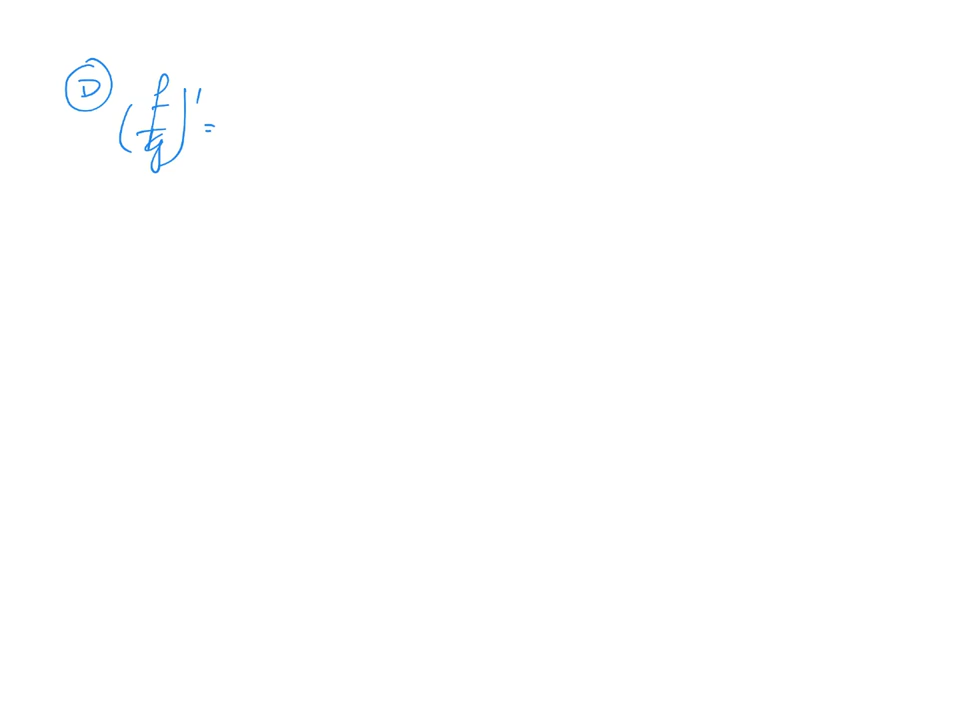 D (f/g)' =